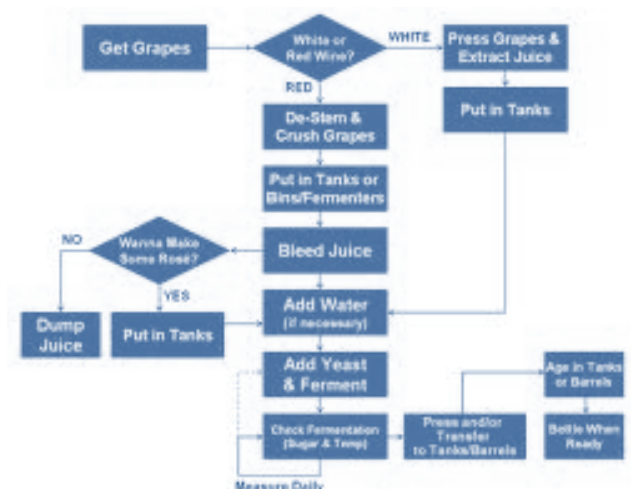 Get Grapes
White or
Red Wine?
WHITE
Press Grapes &
Extract Juice
RED
De-Stem &
Crush Grapes
Put in Tanks
Put in Tanks or
Bins/Fermenters
NO
Wanna Make
Some Rosé?
Bleed Juice
YES
Dump
Juice
Put in Tanks
Add Water
(if necessary)
Add Yeast
& Ferment
Age in Tanks
or Barrels
Check Fermentation
(Sugar & Temp)
Press and/or
Transfer
to Tanks/Barrels
Bottle When
Ready
Measure Daily